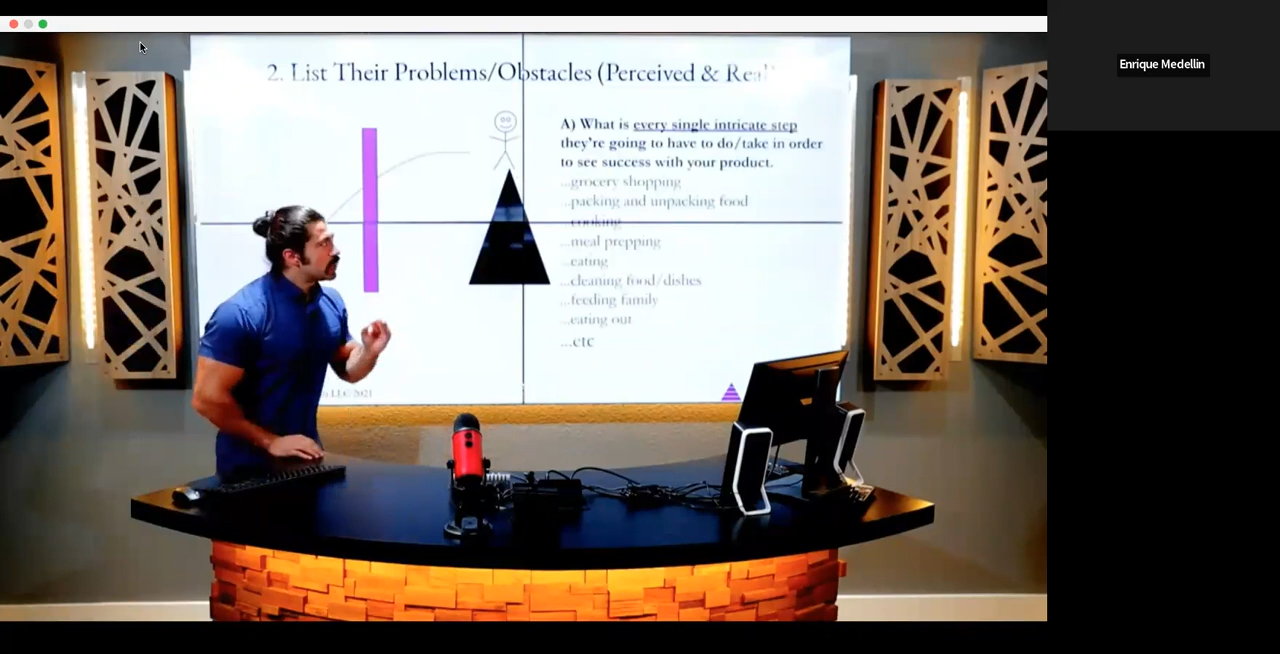 2. List Their Problems/Obstacles (Perceived & Real
A) What is every single intricate step
they're going to have to do/take in order
to see success with your product.
...grocery shopping
...packing and unpacking food
...cooking
...meal prepping
...eating
...cleaning food/dishes
...feeding family
...eating out
...etc
LLC 2021
Enrique Medellin